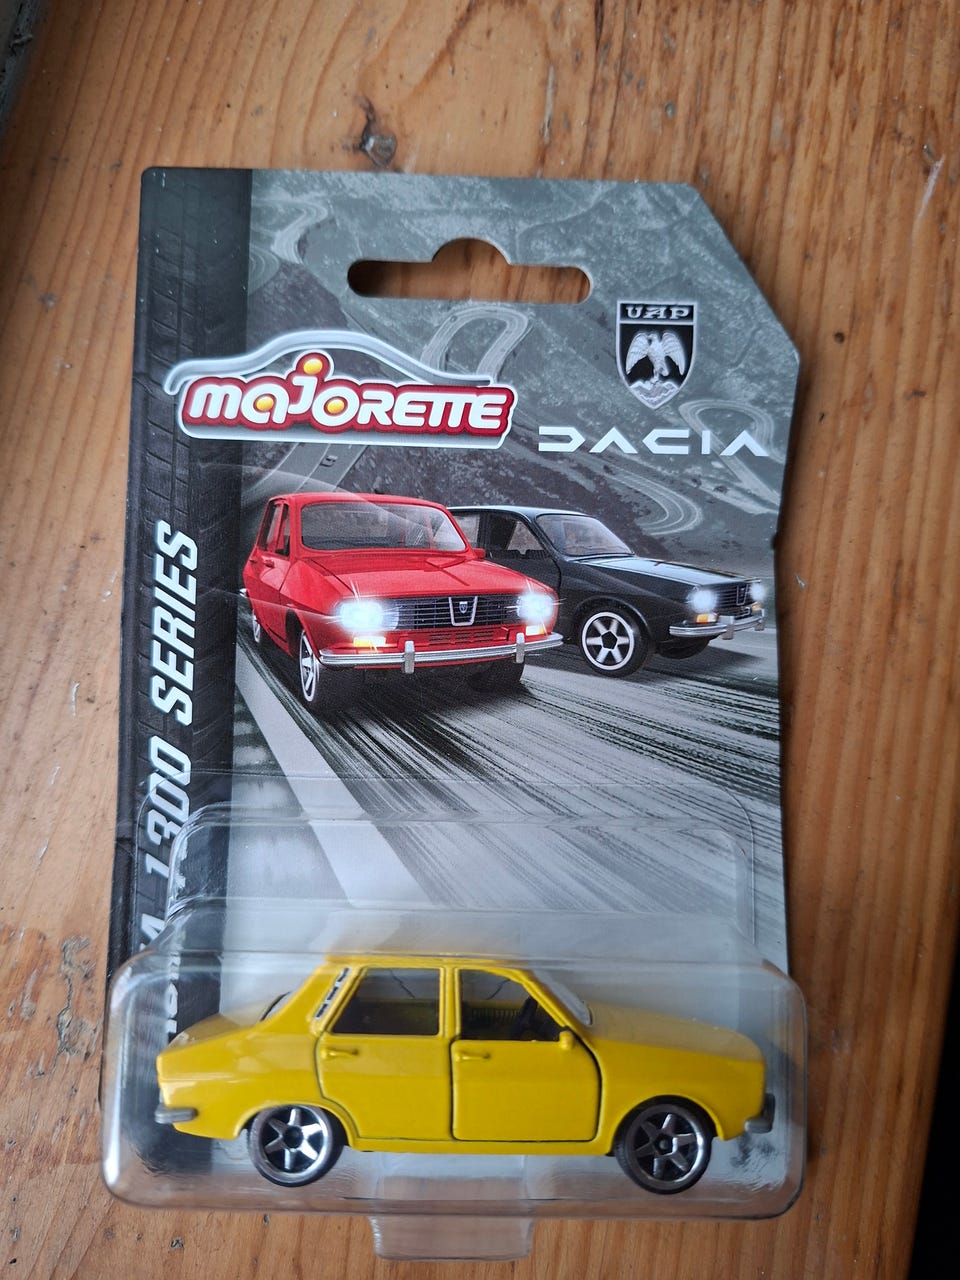 UAP
majorette
DACIA
1300 SERIES